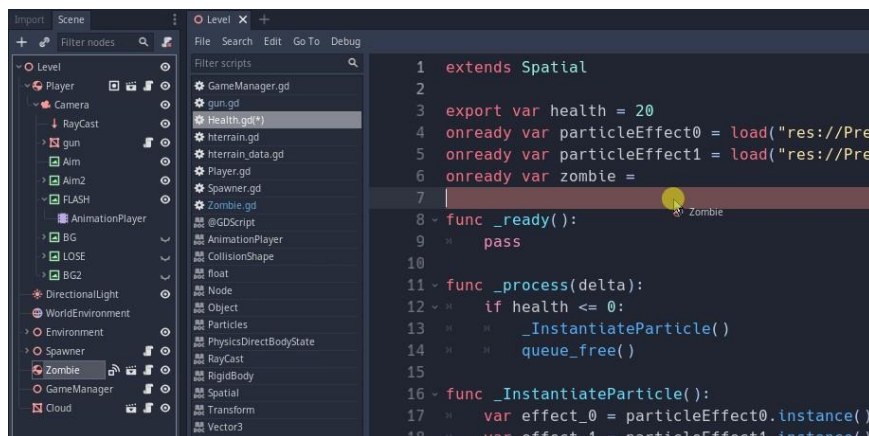 Import Scene
Filter nodes
Level
Player
Camera
RayCast
gun
Aim
Aim2
FLASH
AnimationPlayer
BG
LOSE
BG2
DirectionalLight
WorldEnvironment
Environment
Spawner
Zombie
GameManager
Cloud
Level
File Search Edit Go To Debug
Filter scripts
GameManager.gd
gun.gd
Health.gd(*)
hterrain.gd
hterrain_data.gd
Player.gd
Spawner.gd
Zombie.gd
@GDScript
AnimationPlayer
CollisionShape
float
Node
Object
Particles
PhysicsDirectBodyState
RayCast
RigidBody
Spatial
Transform
Vector3
1 extends Spatial
2
3 export var health = 20
4 onready var particleEffect0 = load("res://Pre
5 onready var particleEffect1 = load("res://Pre
6 onready var zombie =
7
Zombie
8 func _ready():
9 pass
10
11 func _process(delta):
12 if health <= 0:
13 _InstantiateParticle()
14 queue_free()
15
16 func _InstantiateParticle():
17 var effect_0 = particleEffect0.instance()
18 var effect_1 = particleEffect1.instance()